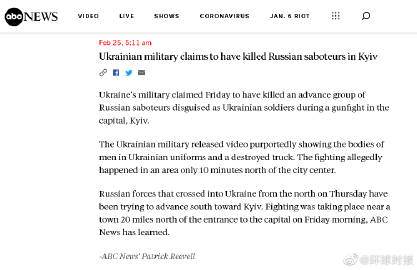 abc NEWS VIDEO LIVE SHOWS CORONAVIRUS JAN. 6 RIOT
Feb 25, 5:11 am
Ukrainian military claims to have killed Russian saboteurs in Kyiv
Ukraine's military claimed Friday to have killed an advance group of
Russian saboteurs disguised as Ukrainian soldiers during a gunfight in the
capital, Kyiv.
The Ukrainian military released video purportedly showing the bodies of
men in Ukrainian uniforms and a destroyed truck. The fighting allegedly
happened in an area only 10 minutes north of the city center.
Russian forces that crossed into Ukraine from the north on Thursday have
been trying to advance south toward Kyiv. Fighting was taking place near a
town 20 miles north of the entrance to the capital on Friday morning, ABC
News has learned.
-ABC News' Patrick Reevell
@环球时报